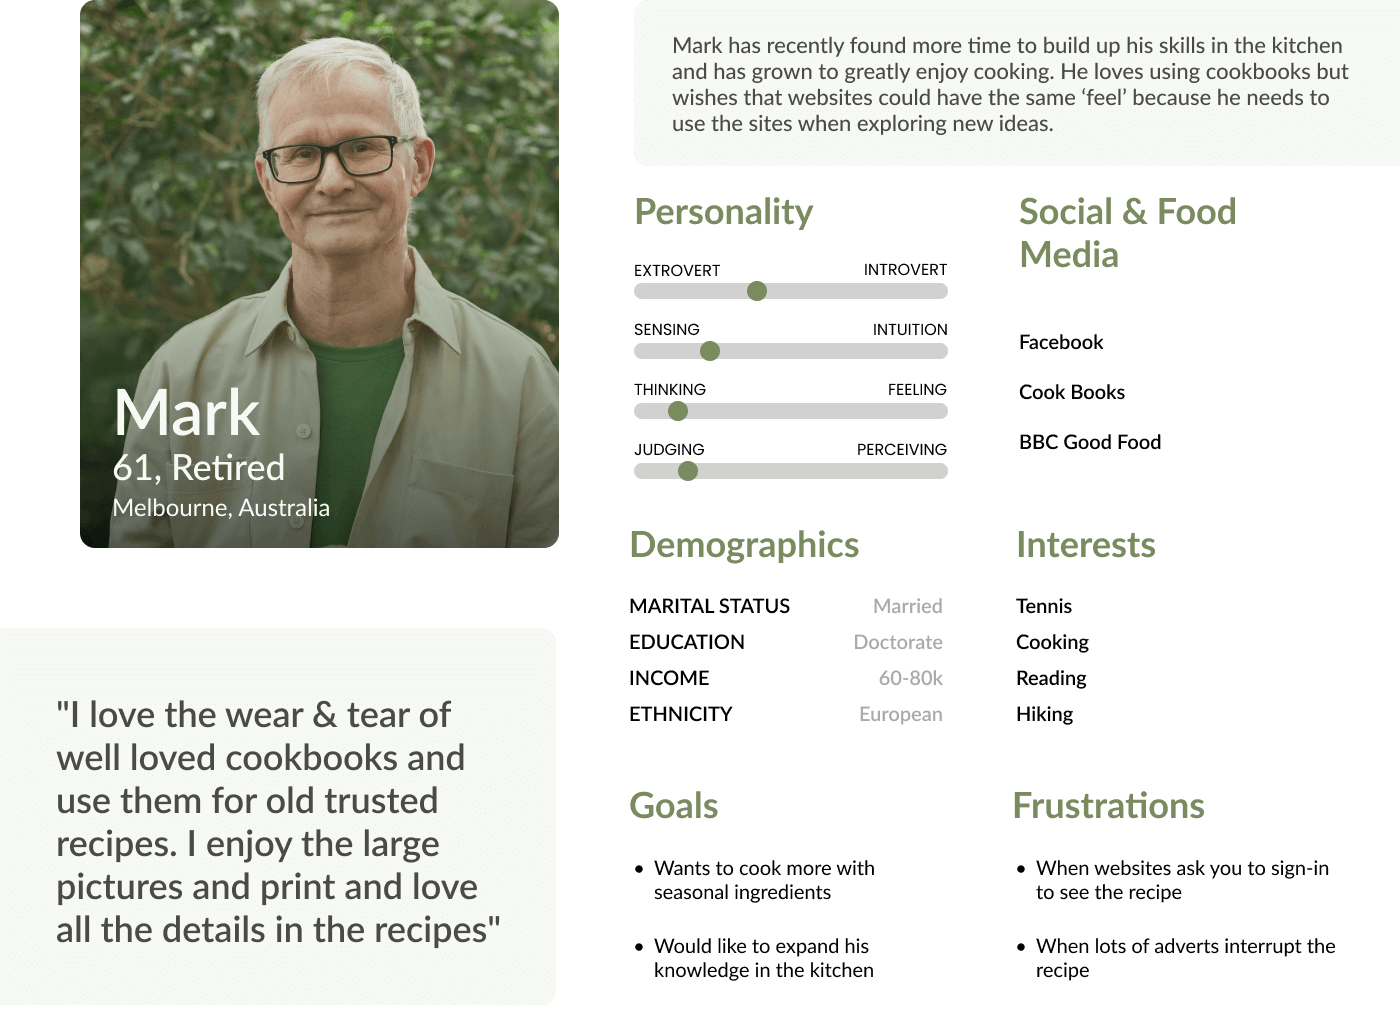 Mark
61, Retired
Melbourne, Australia
"I love the wear & tear of
well loved cookbooks and
use them for old trusted
recipes. I enjoy the large
pictures and print and love
all the details in the recipes"
Mark has recently found more time to build up his skills in the kitchen
and has grown to greatly enjoy cooking. He loves using cookbooks but
wishes that websites could have the same ‘feel’ because he needs to
use the sites when exploring new ideas.
Personality
EXTROVERT INTROVERT
SENSING INTUITION
THINKING FEELING
JUDGING PERCEIVING
Social & Food
Media
Facebook
Cook Books
BBC Good Food
Demographics
MARITAL STATUS Married
EDUCATION Doctorate
INCOME 60-80k
ETHNICITY European
Interests
Tennis
Cooking
Reading
Hiking
Goals
• Wants to cook more with
seasonal ingredients
• Would like to expand his
knowledge in the kitchen
Frustrations
• When websites ask you to sign-in
to see the recipe
• When lots of adverts interrupt the
recipe